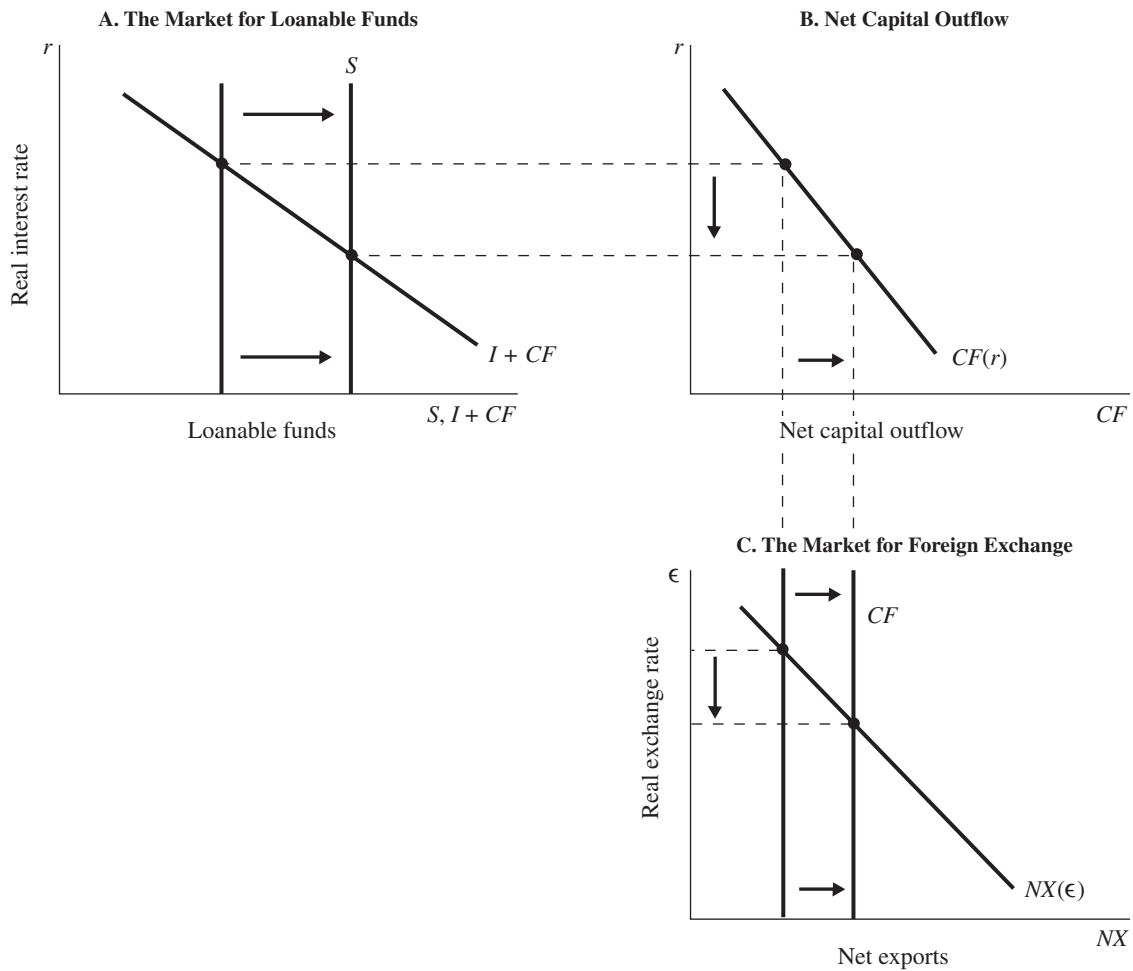 A. The Market for Loanable Funds
r
S
Real interest rate
I + CF
S, I + CF
Loanable funds
B. Net Capital Outflow
r
CF(r)
CF
Net capital outflow
C. The Market for Foreign Exchange
ϵ
CF
Real exchange rate
NX(ϵ)
NX
Net exports